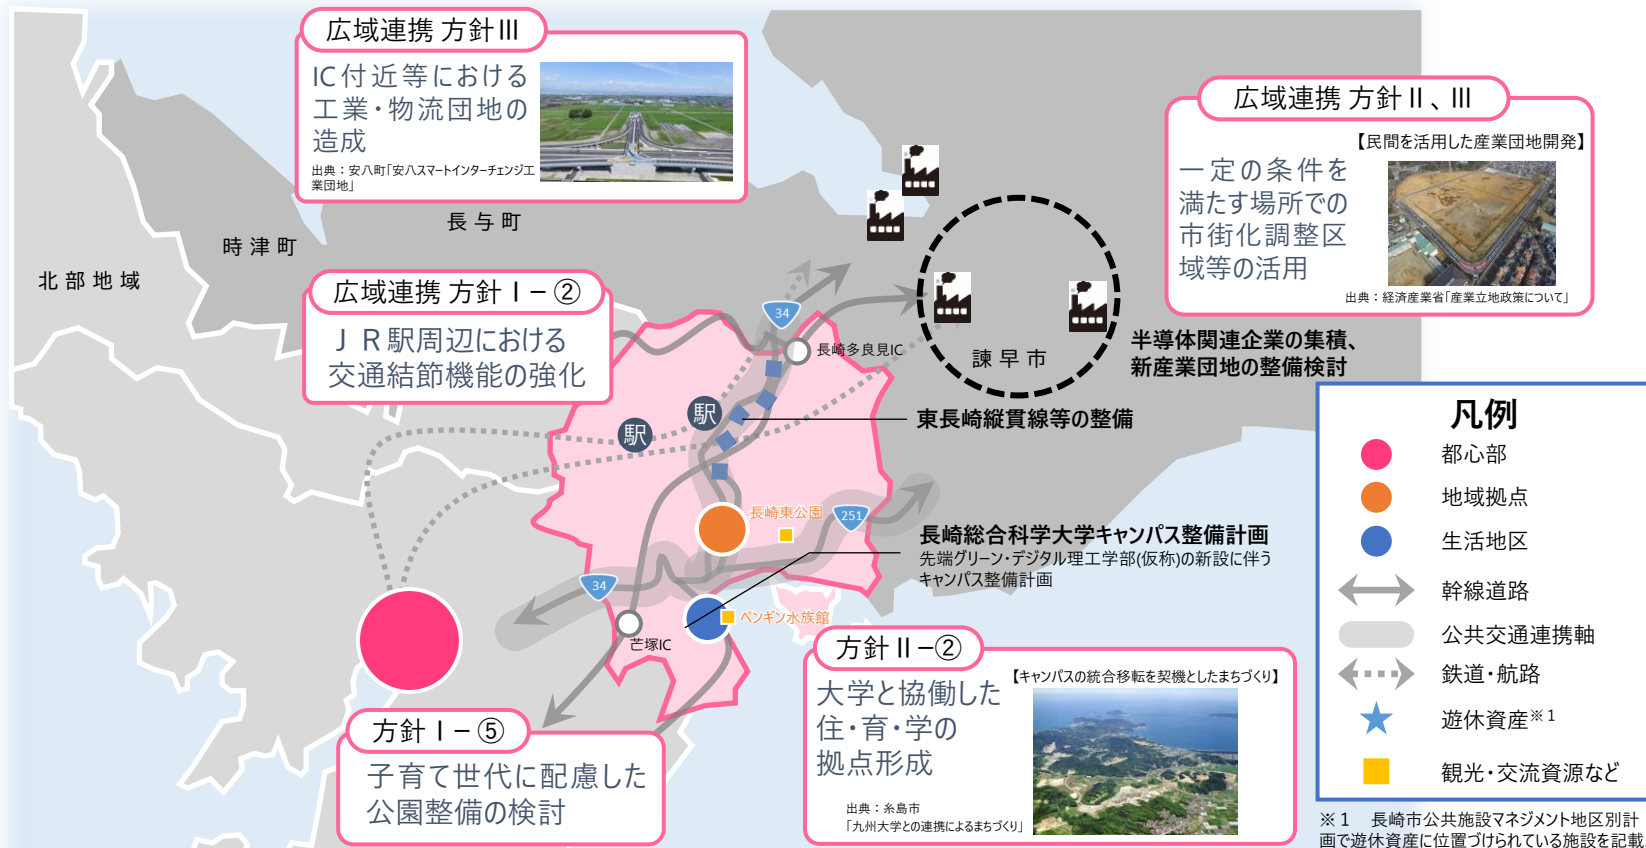 広域連携 方針Ⅲ
IC付近等における
工業・物流団地の
造成
出典：安八町「安八スマートインターチェンジ工
業団地」
広域連携 方針Ⅱ、Ⅲ
【民間を活用した産業団地開発】
一定の条件を
満たす場所での
市街化調整区
域等の活用
出典：経済産業省「産業立地政策について」
長与町
時津町
北部地域
広域連携 方針Ⅰ－②
ＪＲ駅周辺における
交通結節機能の強化
34
長崎多良見IC
諫早市
半導体関連企業の集積、
新産業団地の整備検討
駅
駅
東長崎縦貫線等の整備
長崎東公園
251
長崎総合科学大学キャンパス整備計画
先端グリーン・デジタル理工学部(仮称)の新設に伴う
キャンパス整備計画
34
ペンギン水族館
芒塚IC
方針Ⅱ－②
【キャンパスの統合移転を契機としたまちづくり】
大学と協働した
住・育・学の
拠点形成
出典：糸島市
「九州大学との連携によるまちづくり」
方針Ⅰ－⑤
子育て世代に配慮した
公園整備の検討
凡例
都心部
地域拠点
生活地区
幹線道路
公共交通連携軸
鉄道・航路
遊休資産※1
観光・交流資源など
※1　長崎市公共施設マネジメント地区別計
画で遊休資産に位置づけられている施設を記載